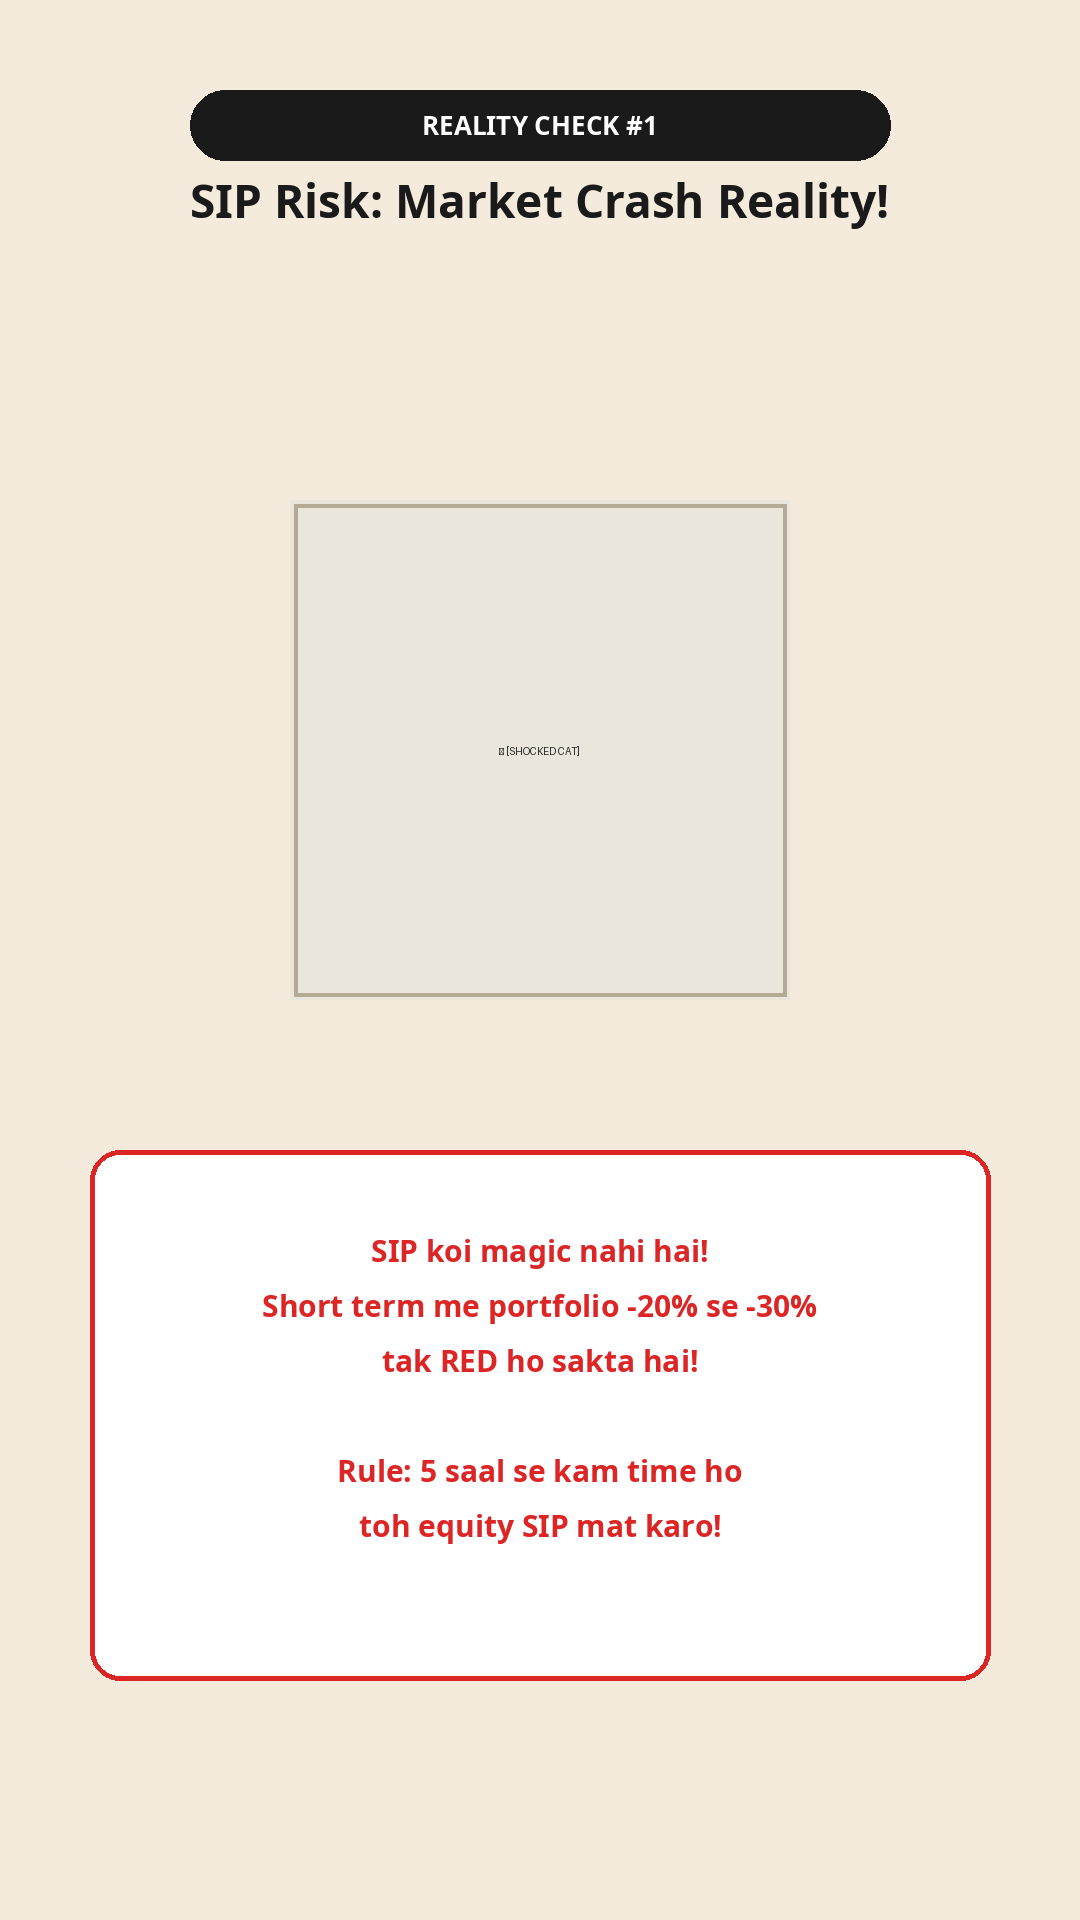 REALITY CHECK #1
SIP Risk: Market Crash Reality!
[SHOCKED CAT]
SIP koi magic nahi hai!
Short term me portfolio -20% se -30%
tak RED ho sakta hai!
Rule: 5 saal se kam time ho
toh equity SIP mat karo!